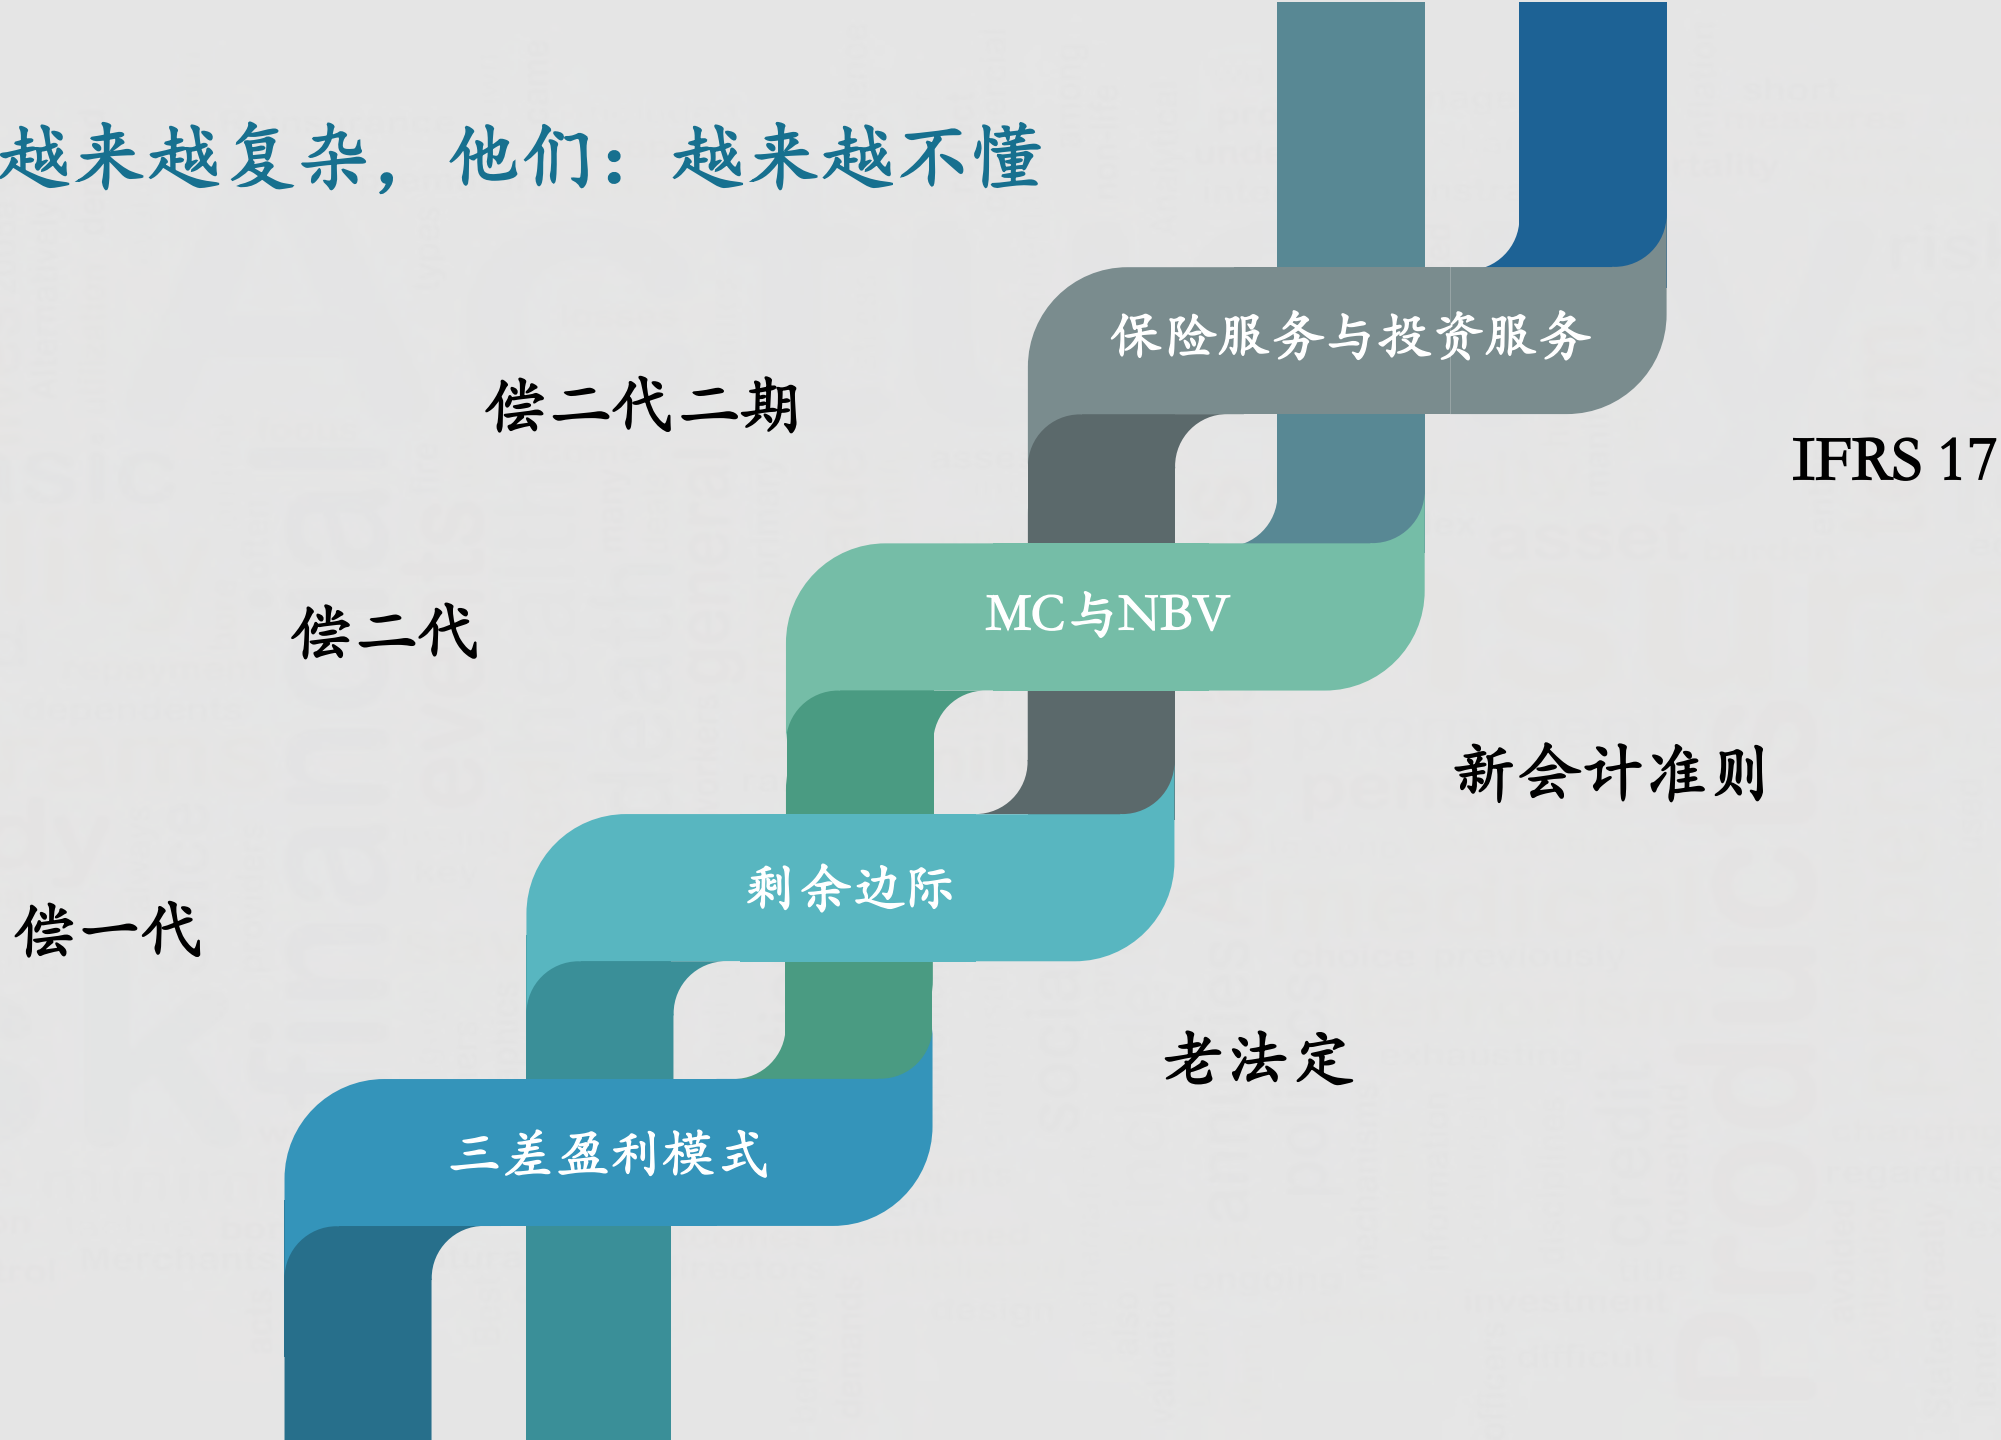 越来越复杂，他们：越来越不懂
保险服务与投资服务
偿二代二期
IFRS 17
MC与NBV
偿二代
新会计准则
剩余边际
偿一代
老法定
三差盈利模式